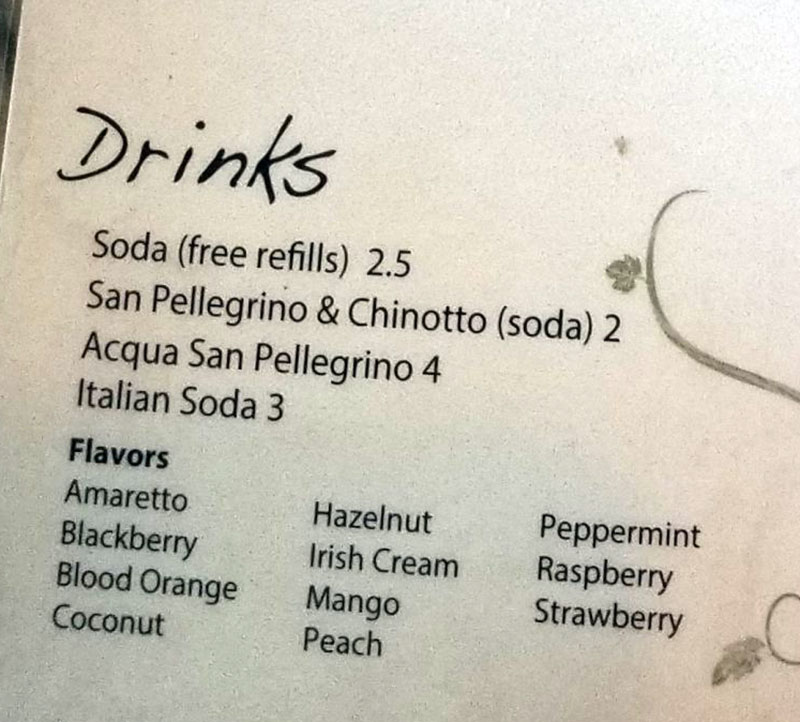 Drinks
Soda (free refills) 2.5
San Pellegrino & Chinotto (soda) 2
Acqua San Pellegrino 4
Italian Soda 3
Flavors
Amaretto
Blackberry
Blood Orange
Coconut
Hazelnut
Irish Cream
Mango
Peach
Peppermint
Raspberry
Strawberry